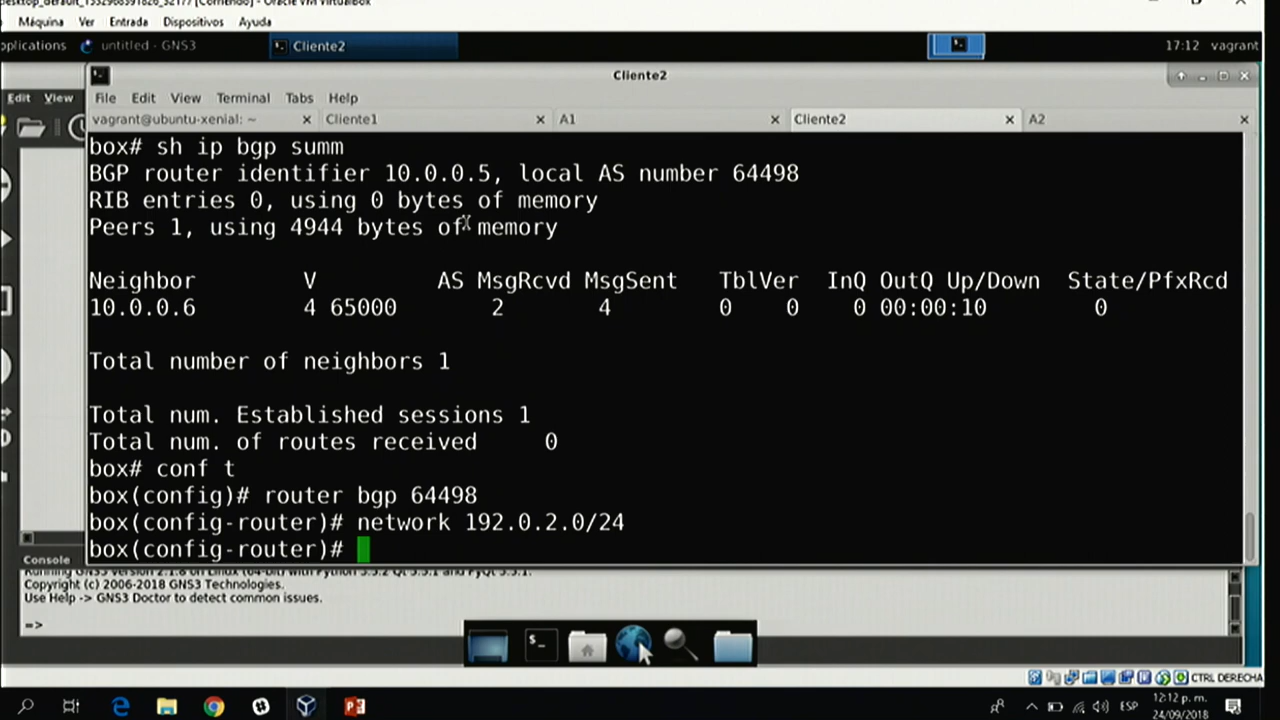 Máquina Ver Entrada Dispositivos Ayuda
pplications untitled - GNS3 Cliente2 17:12 vagrant
Cliente2
Edit View
File Edit View Terminal Tabs Help
vagrant@ubuntu-xenial: ~ Cliente1 A1 Cliente2 A2
box# sh ip bgp summ
BGP router identifier 10.0.0.5, local AS number 64498
RIB entries 0, using 0 bytes of memory
Peers 1, using 4944 bytes of memory
Neighbor V AS MsgRcvd MsgSent TblVer InQ OutQ Up/Down State/PfxRcd
10.0.0.6 4 65000 2 4 0 0 0 00:00:10 0
Total number of neighbors 1
Total num. Established sessions 1
Total num. of routes received 0
box# conf t
box(config)# router bgp 64498
box(config-router)# network 192.0.2.0/24
box(config-router)#
Console
Copyright (c) 2006-2018 GNS3 Technologies.
Use Help -> GNS3 Doctor to detect common issues.
=>
CTRL DERECHA
ESP 12:12 p. m.
24/09/2018